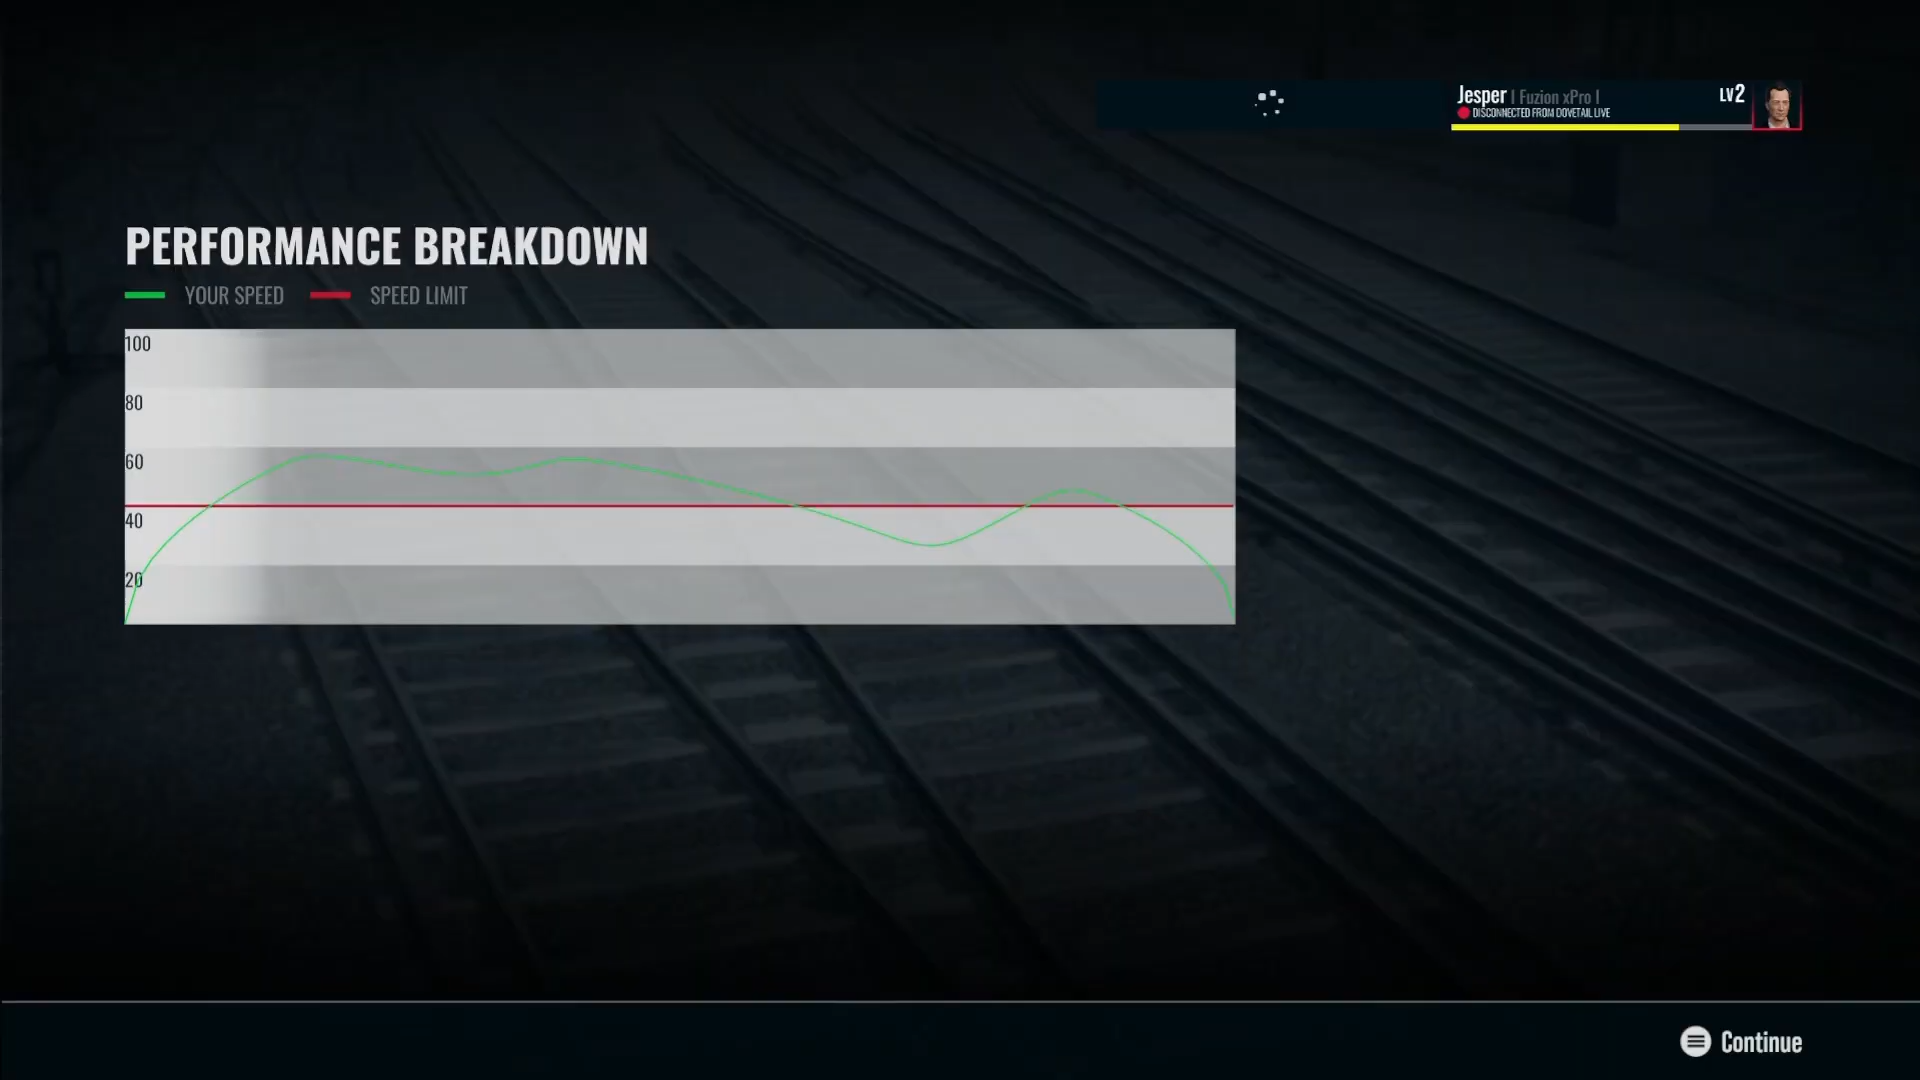 Jesper | Fuzion xPro | LV2
DISCONNECTED FROM DOVETAIL LIVE
PERFORMANCE BREAKDOWN
YOUR SPEED SPEED LIMIT
100
80
60
40
20
Continue